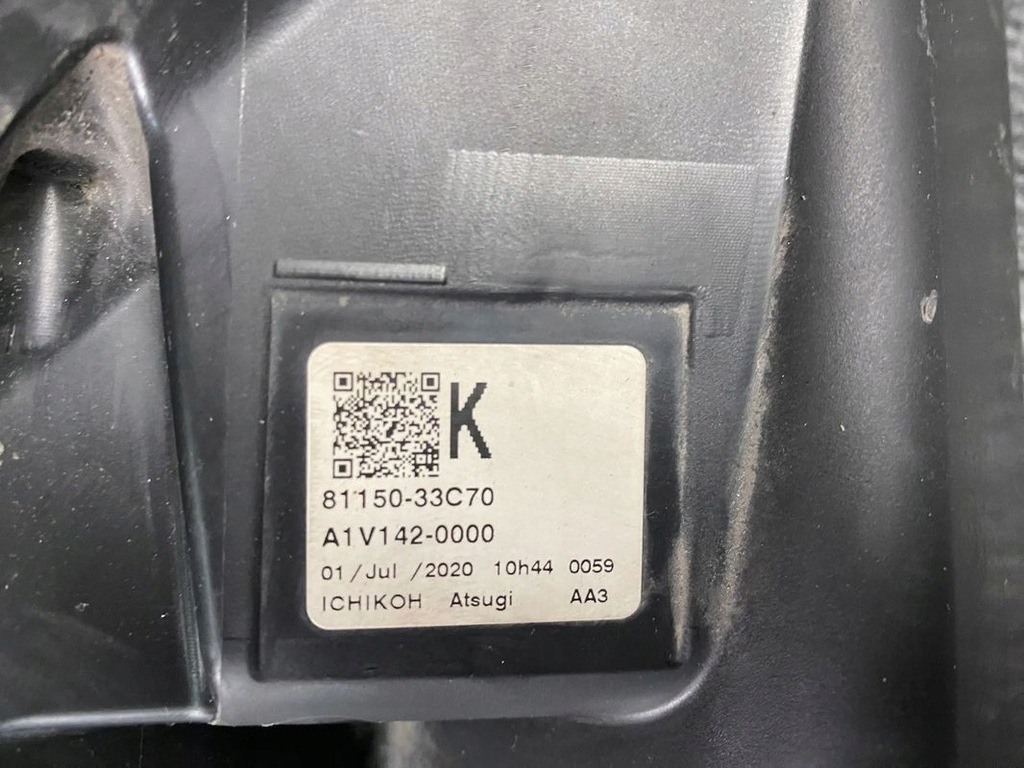 K
81150-33C70
A1V142-0000
01/Jul /2020 10h44 0059
ICHIKOH Atsugi AA3